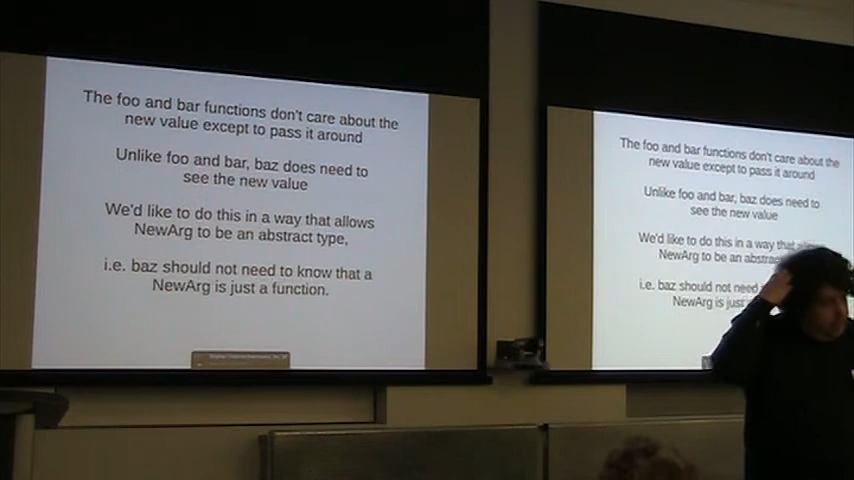 The foo and bar functions don't care about the
new value except to pass it around
Unlike foo and bar, baz does need to
see the new value
We'd like to do this in a way that allows
NewArg to be an abstract type,
i.e. baz should not need to know that a
NewArg is just a function.
The foo and bar functions don't care about the
new value except to pass it around
Unlike foo and bar, baz does need to
see the new value
We'd like to do this in a way that allows
NewArg to be an abstrac
i.e. baz should not need
NewArg is just